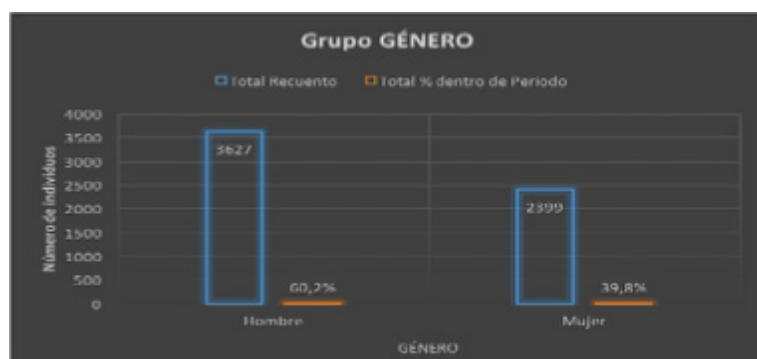 Grupo GÉNERO
Total Recuento Total % dentro de Periodo
Número de individuos
4000
3500
3000
2500
2000
1500
1000
500
0
3627
60,2%
2399
39,8%
Hombre Mujer
GÉNERO